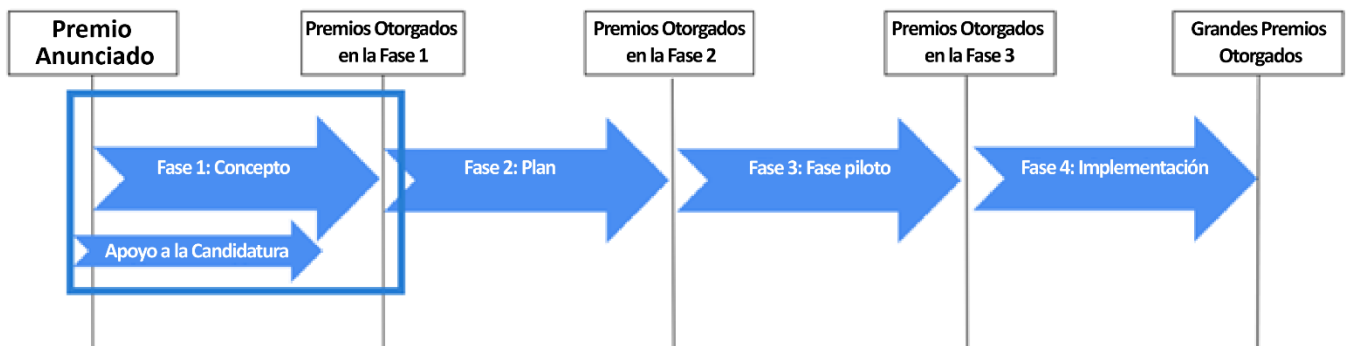 Premio
Anunciado
Premios Otorgados
en la Fase 1
Premios Otorgados
en la Fase 2
Premios Otorgados
en la Fase 3
Grandes Premios
Otorgados
Fase 1: Concepto
Fase 2: Plan
Fase 3: Fase piloto
Fase 4: Implementación
Apoyo a la Candidatura